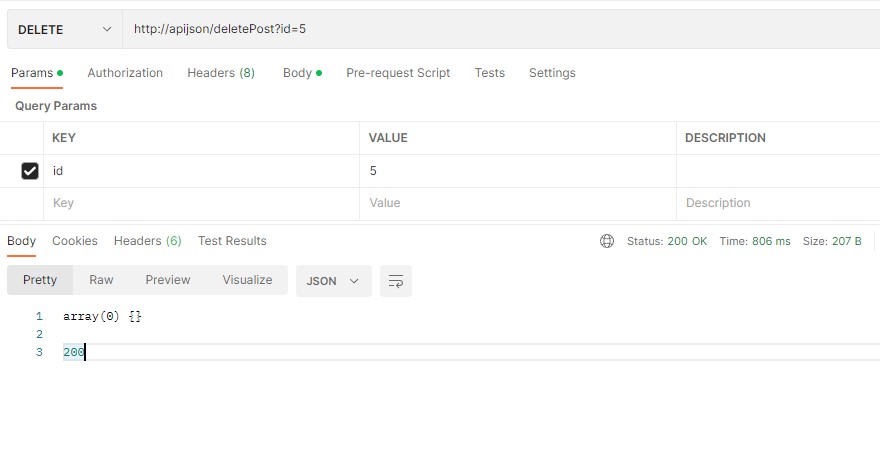 DELETE http://apijson/deletePost?id=5
Params Authorization Headers (8) Body Pre-request Script Tests Settings
Query Params
KEY VALUE DESCRIPTION
id 5
Key Value Description
Body Cookies Headers (6) Test Results Status: 200 OK Time: 806 ms Size: 207 B
Pretty Raw Preview Visualize JSON
1 array(0) {}
2
3 200